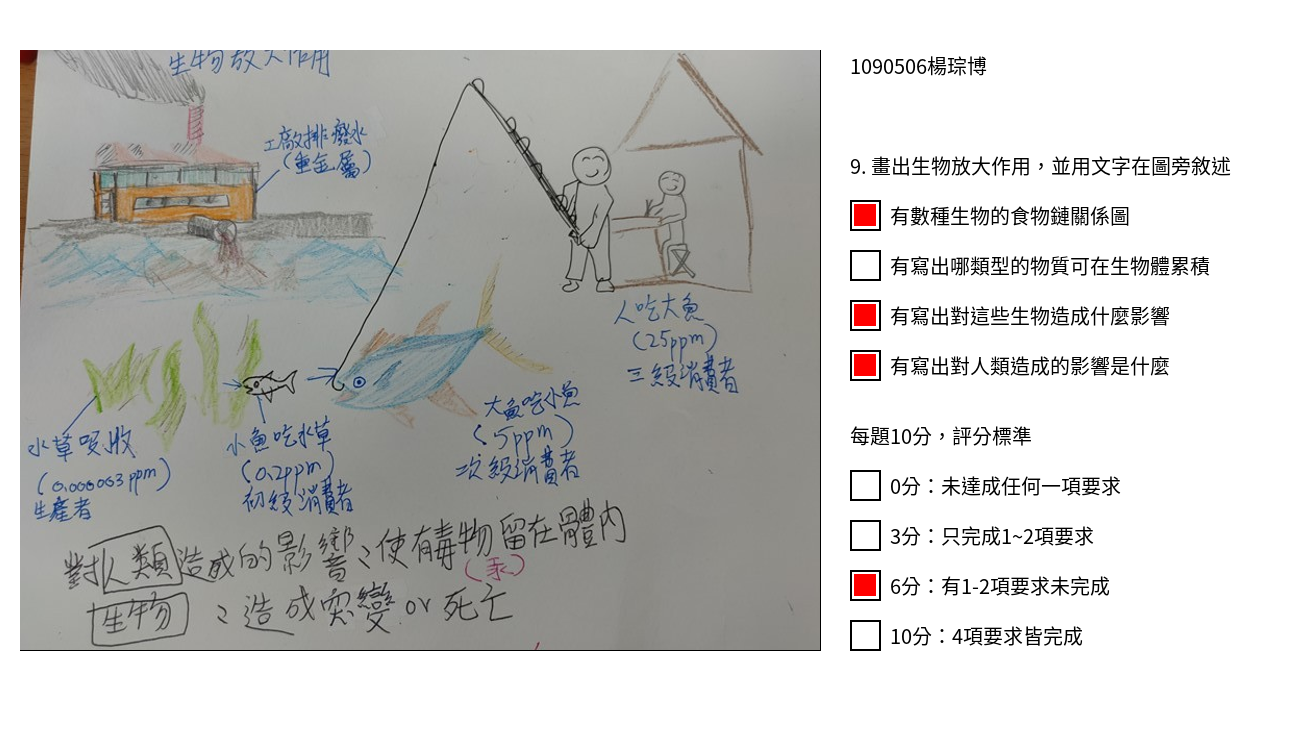 生物放大作用
工廠排廢水
(重金屬)
人吃大魚
(25ppm)
三級消費者
大魚吃小魚
(5ppm)
次級消費者
小魚吃水草
(0.2ppm)
初級消費者
水草吸收
(0.000003ppm)
生產者
對人類造成的影響:使有毒物留在體內
(汞)
生物:造成突變or死亡
1090506楊琮博
9. 畫出生物放大作用，並用文字在圖旁敘述
有數種生物的食物鏈關係圖
有寫出哪類型的物質可在生物體累積
有寫出對這些生物造成什麼影響
有寫出對人類造成的影響是什麼
每題10分，評分標準
0分：未達成任何一項要求
3分：只完成1~2項要求
6分：有1-2項要求未完成
10分：4項要求皆完成